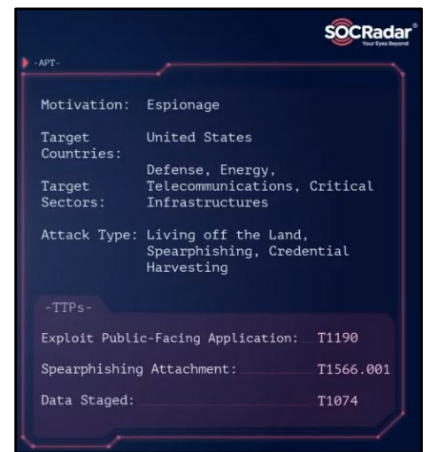 SOCRadar®
Your Eyes Beyond
-APT-
Motivation: Espionage
Target Countries: United States
Target Sectors: Defense, Energy,
Telecommunications, Critical
Infrastructures
Attack Type: Living off the Land,
Spearphishing, Credential
Harvesting
-TTPs-
Exploit Public-Facing Application: T1190
Spearphishing Attachment: T1566.001
Data Staged: T1074